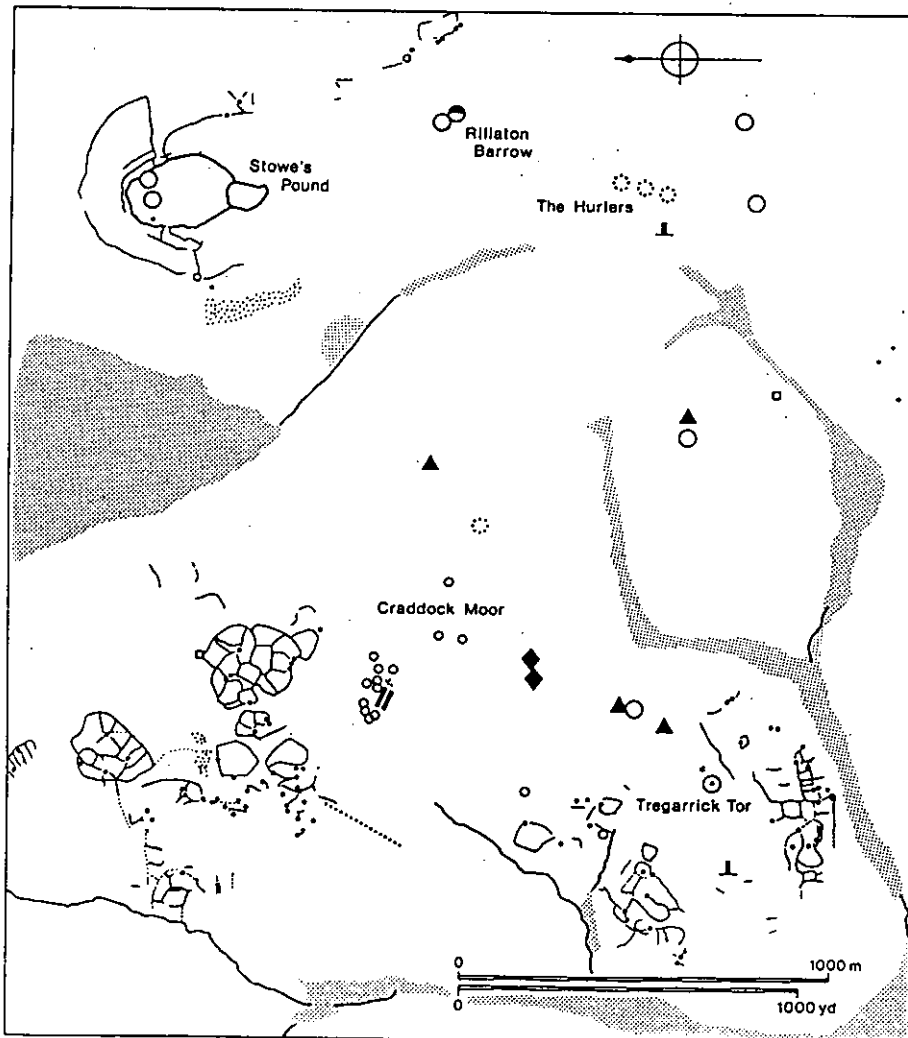 Rillaton
Barrow
Stowe's
Pound
The Hurlers
Craddock Moor
Tregarrick Tor
0
1000 m
0
1000 yd